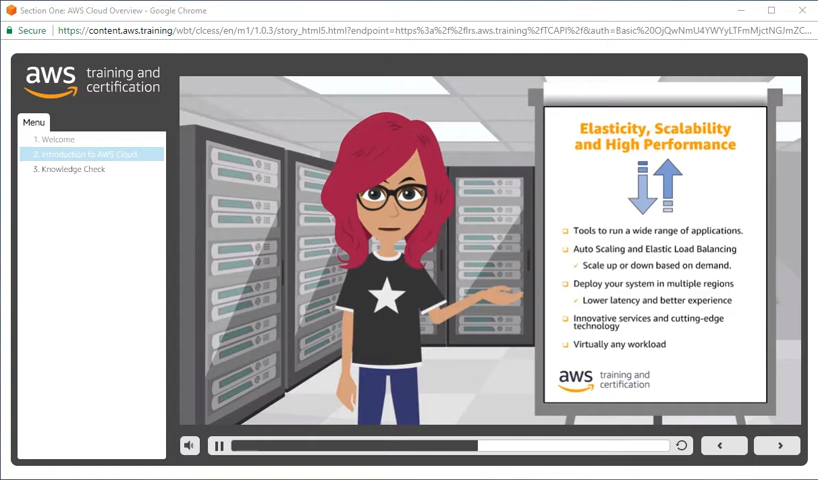 Section One: AWS Cloud Overview - Google Chrome
Secure
https://content.aws.training/wbt/clcess/en/m1/1.0.3/story_html5.html?endpoint=https%3a%2f%2flrs.aws.training%2fTCAPI%2f&auth=Basic%20OjQwNmU4YWYyLTFmMjctNGJmZC...
aws training and
certification
Menu
1. Welcome
2. Introduction to AWS Cloud
3. Knowledge Check
Elasticity, Scalability
and High Performance
Tools to run a wide range of applications.
Auto Scaling and Elastic Load Balancing
Scale up or down based on demand.
Deploy your system in multiple regions
Lower latency and better experience
Innovative services and cutting-edge
technology
Virtually any workload
aws training and
certification